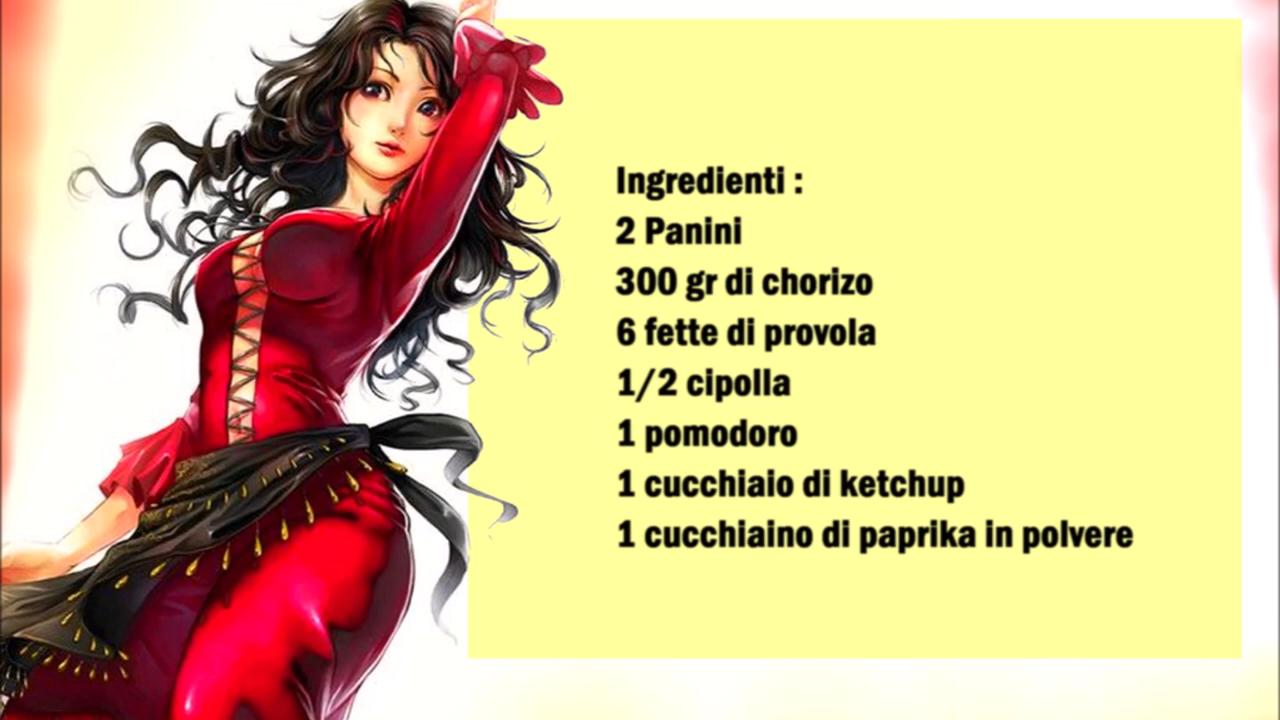 Ingredienti :
2 Panini
300 gr di chorizo
6 fette di provola
1/2 cipolla
1 pomodoro
1 cucchiaio di ketchup
1 cucchiaino di paprika in polvere